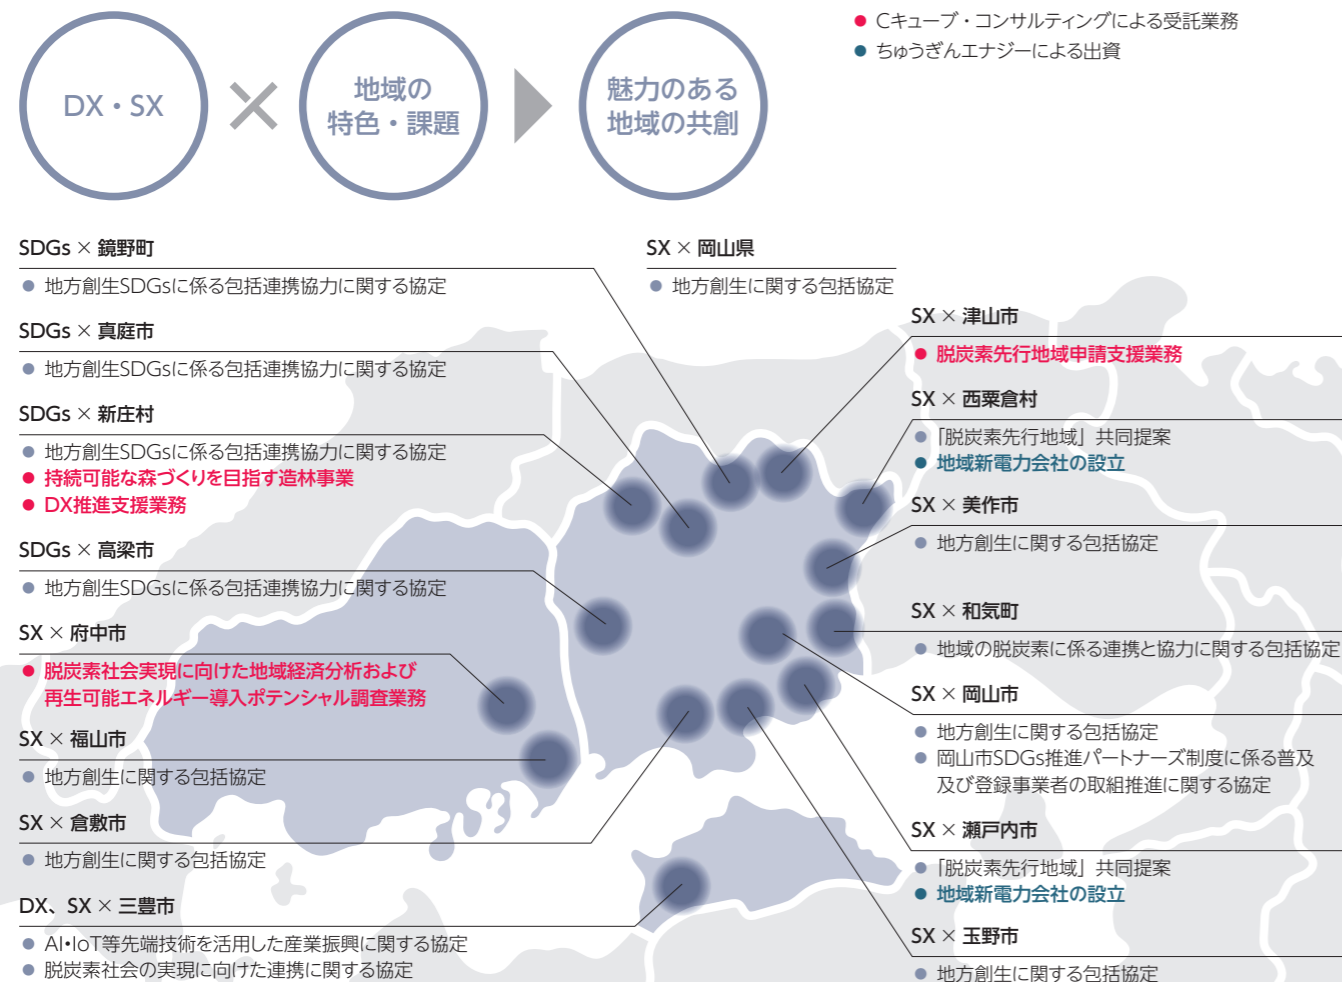 DX・SX
地域の
特色・課題
魅力のある
地域の共創
● Cキューブ・コンサルティングによる受託業務
● ちゅうぎんエナジーによる出資
SDGs × 鏡野町
● 地方創生SDGsに係る包括連携協力に関する協定
SDGs × 真庭市
● 地方創生SDGsに係る包括連携協力に関する協定
SDGs × 新庄村
● 地方創生SDGsに係る包括連携協力に関する協定
● 持続可能な森づくりを目指す造林事業
● DX推進支援業務
SDGs × 高梁市
● 地方創生SDGsに係る包括連携協力に関する協定
SX × 府中市
● 脱炭素社会実現に向けた地域経済分析および
再生可能エネルギー導入ポテンシャル調査業務
SX × 福山市
● 地方創生に関する包括協定
SX × 倉敷市
● 地方創生に関する包括協定
DX、SX × 三豊市
● AI・IoT等先端技術を活用した産業振興に関する協定
● 脱炭素社会の実現に向けた連携に関する協定
SX × 岡山県
● 地方創生に関する包括協定
SX × 津山市
● 脱炭素先行地域申請支援業務
SX × 西粟倉村
● 「脱炭素先行地域」共同提案
● 地域新電力会社の設立
SX × 美作市
● 地方創生に関する包括協定
SX × 和気町
● 地域の脱炭素に係る連携と協力に関する包括協定
SX × 岡山市
● 地方創生に関する包括協定
● 岡山市SDGs推進パートナーズ制度に係る普及
及び登録事業者の取組推進に関する協定
SX × 瀬戸内市
● 「脱炭素先行地域」共同提案
● 地域新電力会社の設立
SX × 玉野市
● 地方創生に関する包括協定